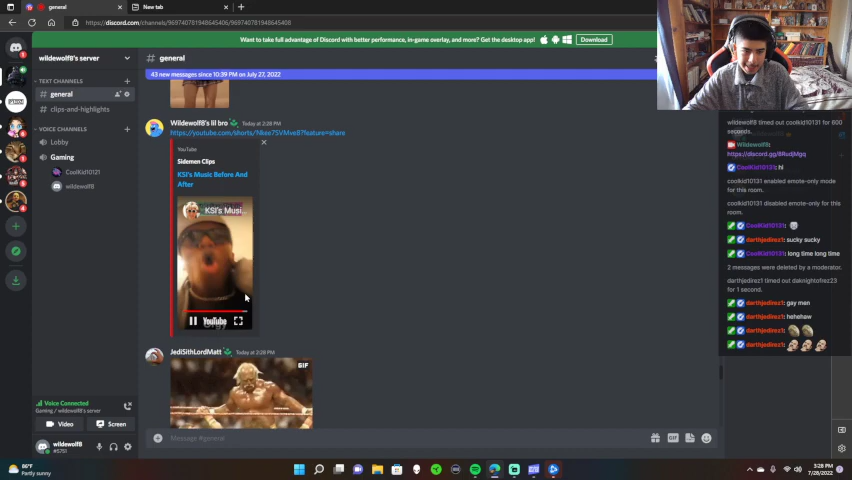 general
New tab
https://discord.com/channels/969740781948645406/969740781948645408
Want to take full advantage of Discord with better performance, in-game overlay, and more? Get the desktop app!
Download
wildewolf8's server
general
43 new messages since 10:39 PM on July 27, 2022
TEXT CHANNELS
general
clips-and-highlights
VOICE CHANNELS
Lobby
Gaming
CoolKid10121
wildewolf8
Wildewolf8's lil bro
Today at 2:28 PM
YouTube
Sidemen Clips
KSI's Music Before And
After
KSI's Musi...
YouTube
JediSithLordMatt
Today at 2:28 PM
GIF
Message #general
Voice Connected
Gaming / wildewolf8's server
Video
Screen
wildewolf8
#5751
wildewolf8 timed out coolkid10131 for 600
seconds.
Wildewolf8:
https://discord.gg/8RudjMgq
CoolKid10131: hi
coolkid10131 enabled emote-only mode
for this room.
coolkid10131 disabled emote-only for this
room.
CoolKid10131:
darthjedirez1: sucky sucky
CoolKid10131: long time long time
2 messages were deleted by a moderator.
darthjedirez1 timed out daknightofrez23
for 1 second.
darthjedirez1: gay men
darthjedirez1: hehehaw
darthjedirez1:
darthjedirez1:
86°F
Partly sunny
3:28 PM
7/28/2022